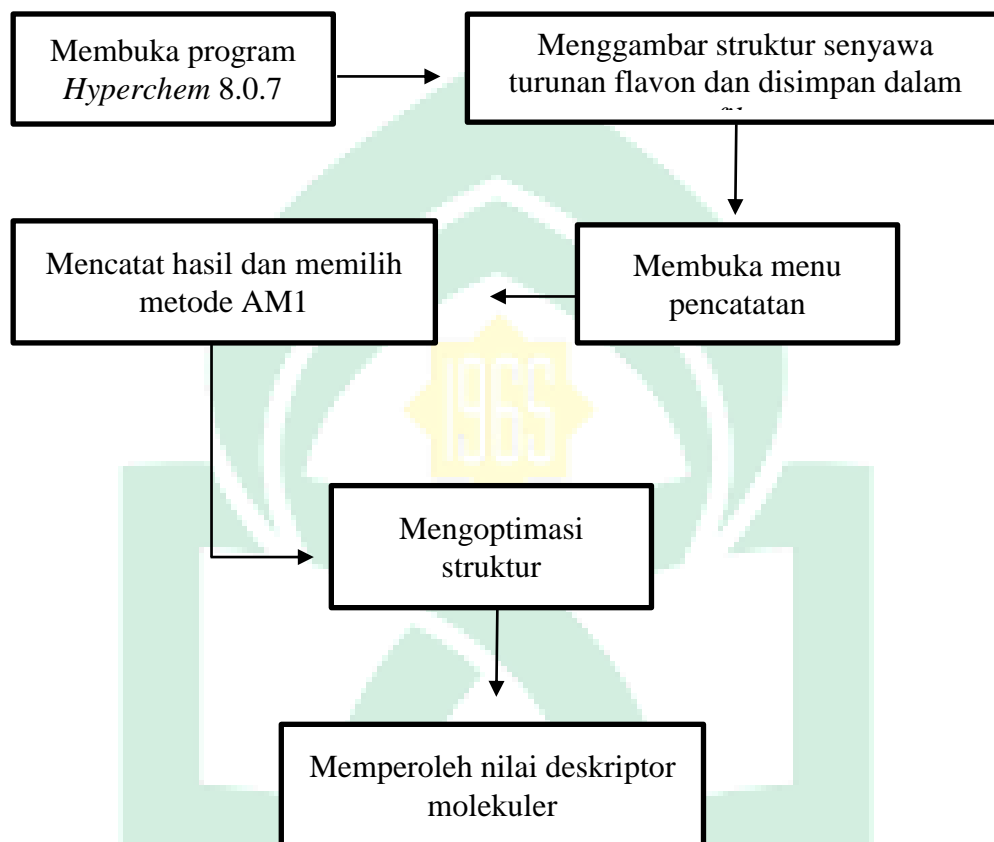 Membuka program
Hyperchem 8.0.7
Menggambar struktur senyawa
turunan flavon dan disimpan dalam
Membuka menu
pencatatan
Mencatat hasil dan memilih
metode AM1
1965
Mengoptimasi
struktur
Memperoleh nilai deskriptor
molekuler